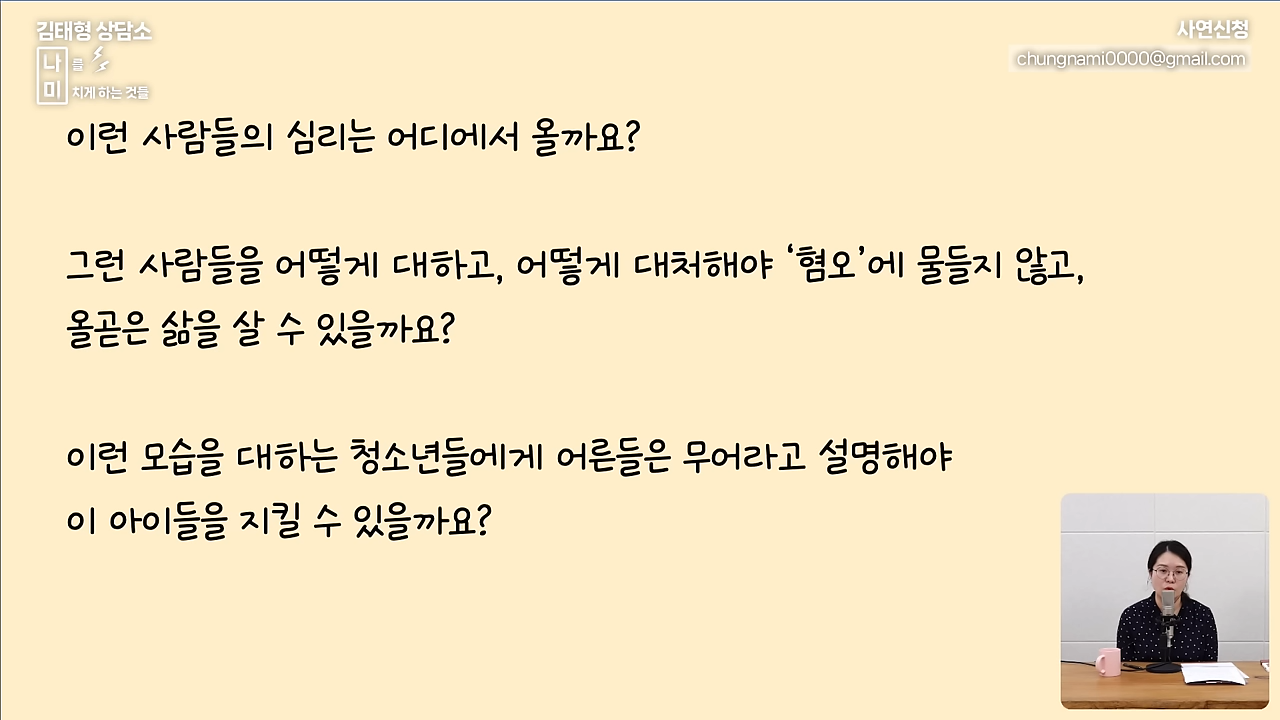 김태형 상담소
나를
미치게 하는 것들
사연신청
chungnami0000@gmail.com
이런 사람들의 심리는 어디에서 올까요?
그런 사람들을 어떻게 대하고, 어떻게 대처해야 ‘혐오’에 물들지 않고,
올곧은 삶을 살 수 있을까요?
이런 모습을 대하는 청소년들에게 어른들은 무어라고 설명해야
이 아이들을 지킬 수 있을까요?